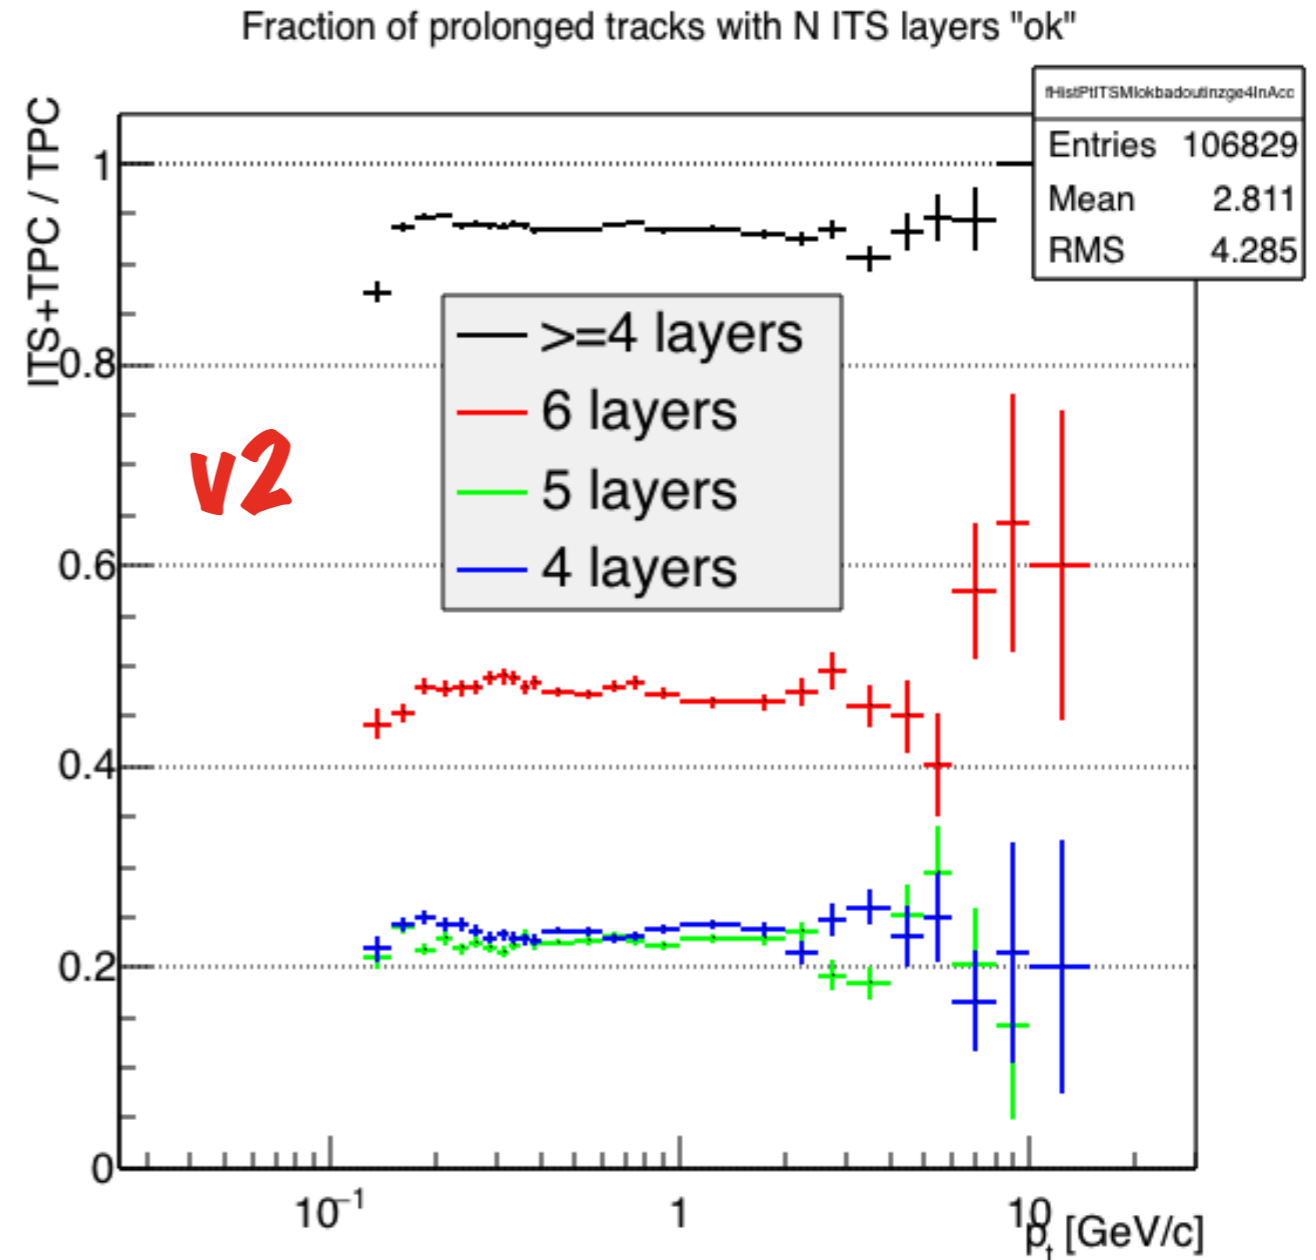 Fraction of prolonged tracks with N ITS layers "ok"
ITS+TPC / TPC
Entries 106829
Mean 2.811
RMS 4.285
1
0.8
0.6
0.4
0.2
0
>=4 layers
6 layers
5 layers
4 layers
v2
10⁻¹
1
10
pₜ [GeV/c]